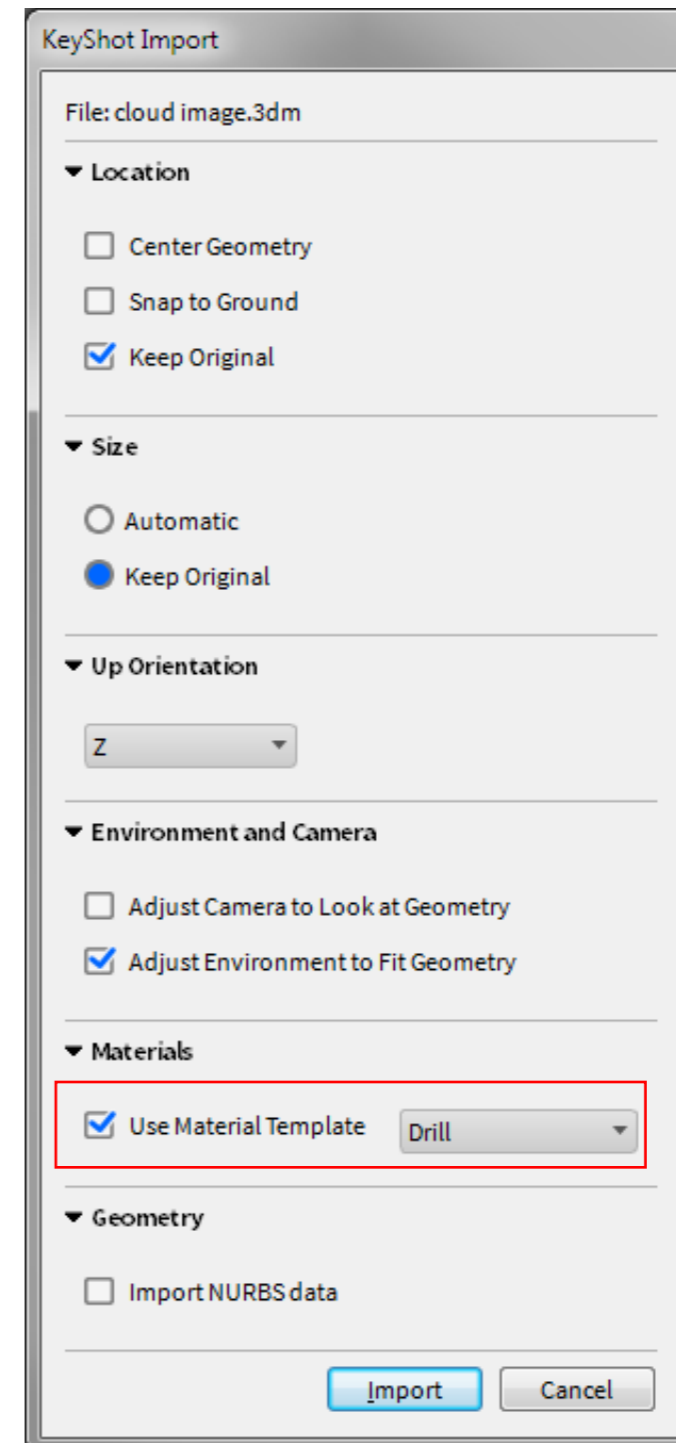 KeyShot Import
File: cloud image.3dm
Location
Center Geometry
Snap to Ground
Keep Original
Size
Automatic
Keep Original
Up Orientation
Z
Environment and Camera
Adjust Camera to Look at Geometry
Adjust Environment to Fit Geometry
Materials
Use Material Template Drill
Geometry
Import NURBS data
Import Cancel